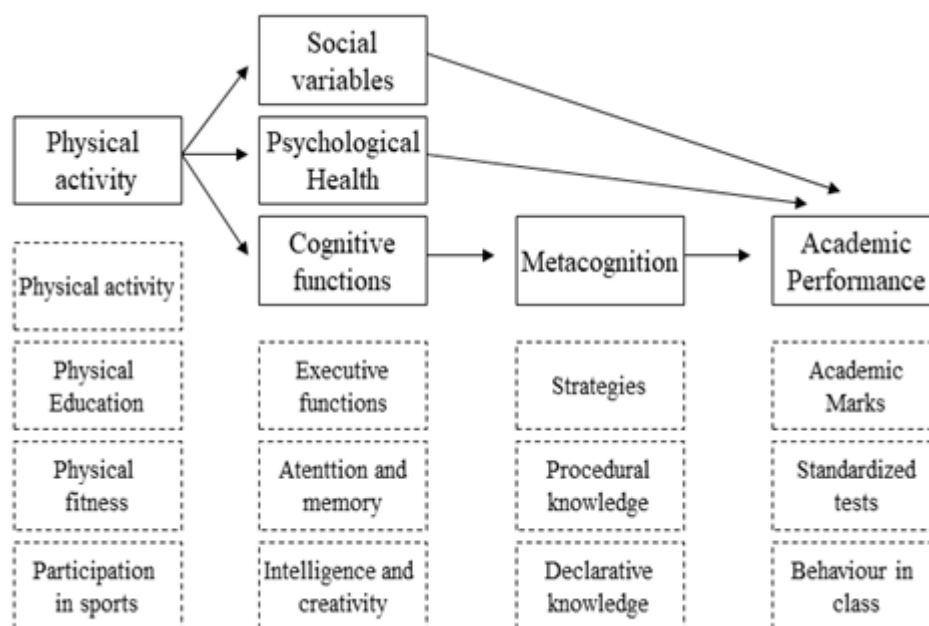 Social
variables
Physical
activity
Psychological
Health
Cognitive
functions
Metacognition
Academic
Performance
Physical activity
Physical
Education
Executive
functions
Strategies
Academic
Marks
Physical
fitness
Atenttion and
memory
Procedural
knowledge
Standardized
tests
Participation
in sports
Intelligence and
creativity
Declarative
knowledge
Behaviour in
class